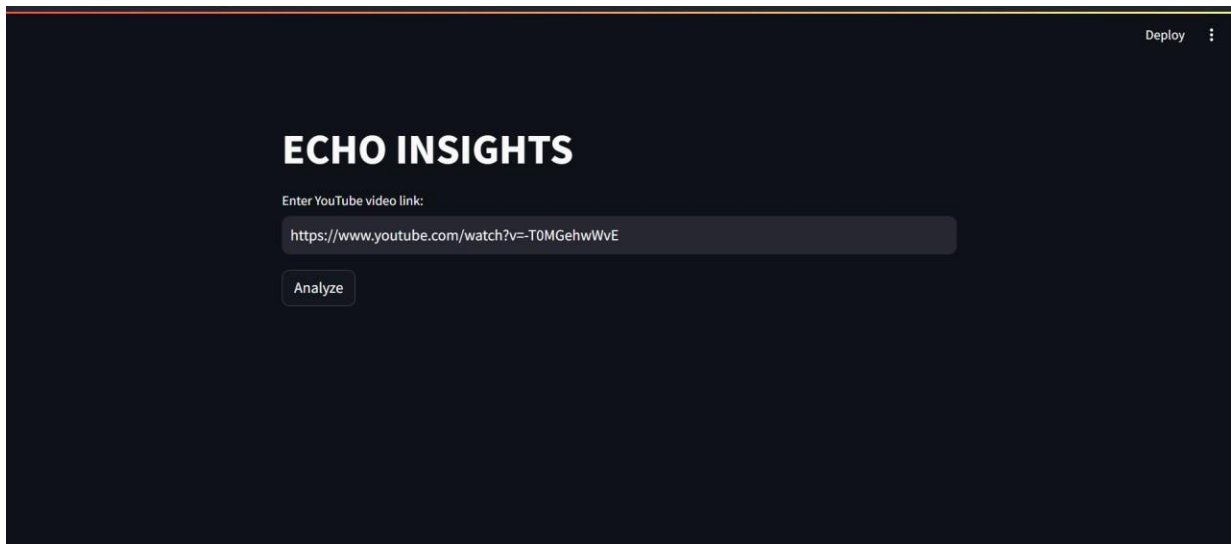 Deploy
ECHO INSIGHTS
Enter YouTube video link:
https://www.youtube.com/watch?v=-T0MGehwWvE
Analyze